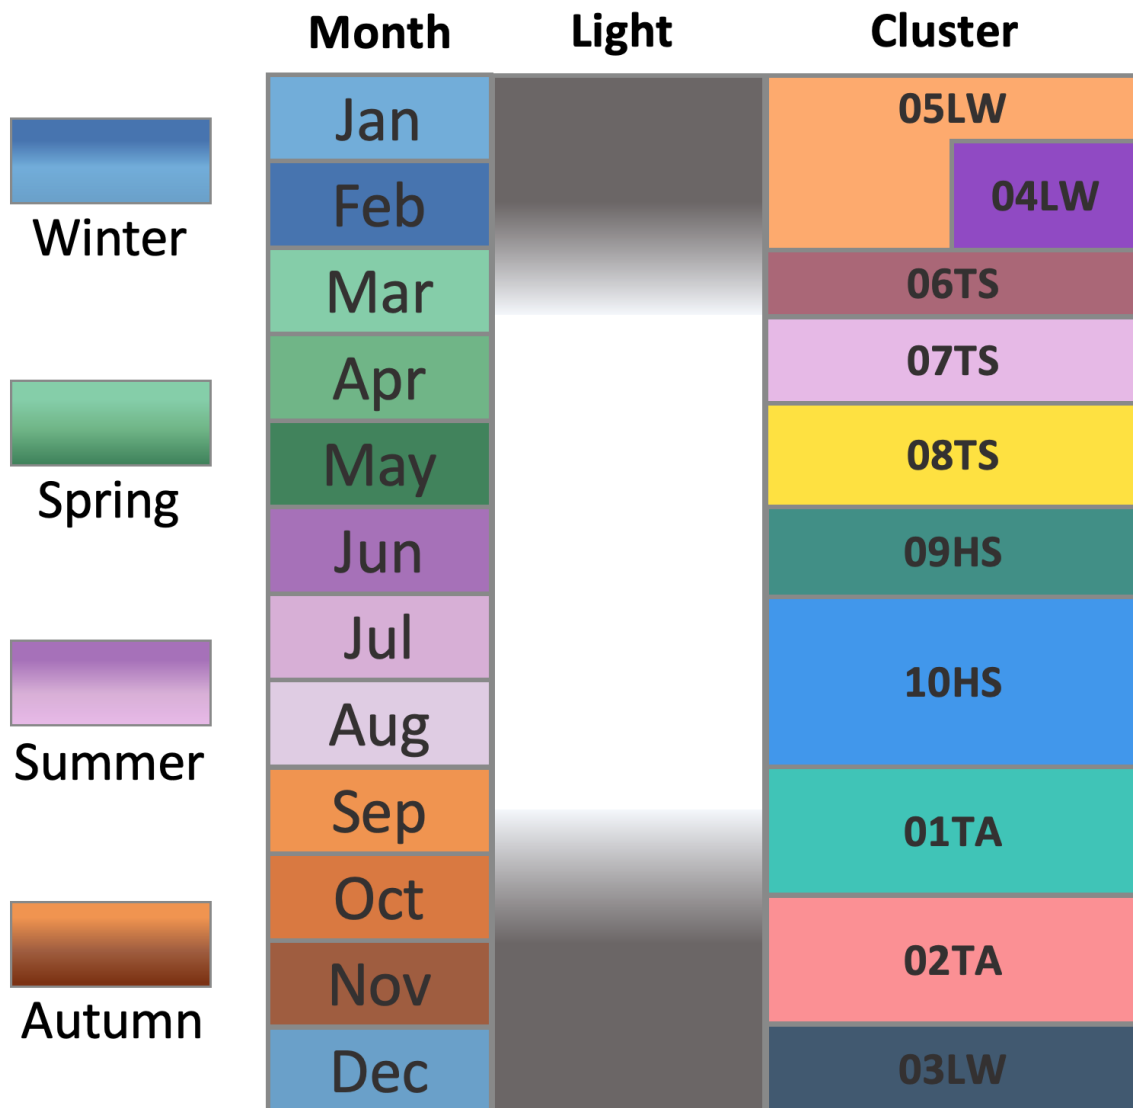 Month Light Cluster
Winter
Spring
Summer
Autumn
Jan
Feb
Mar
Apr
May
Jun
Jul
Aug
Sep
Oct
Nov
Dec
05LW
04LW
06TS
07TS
08TS
09HS
10HS
01TA
02TA
03LW